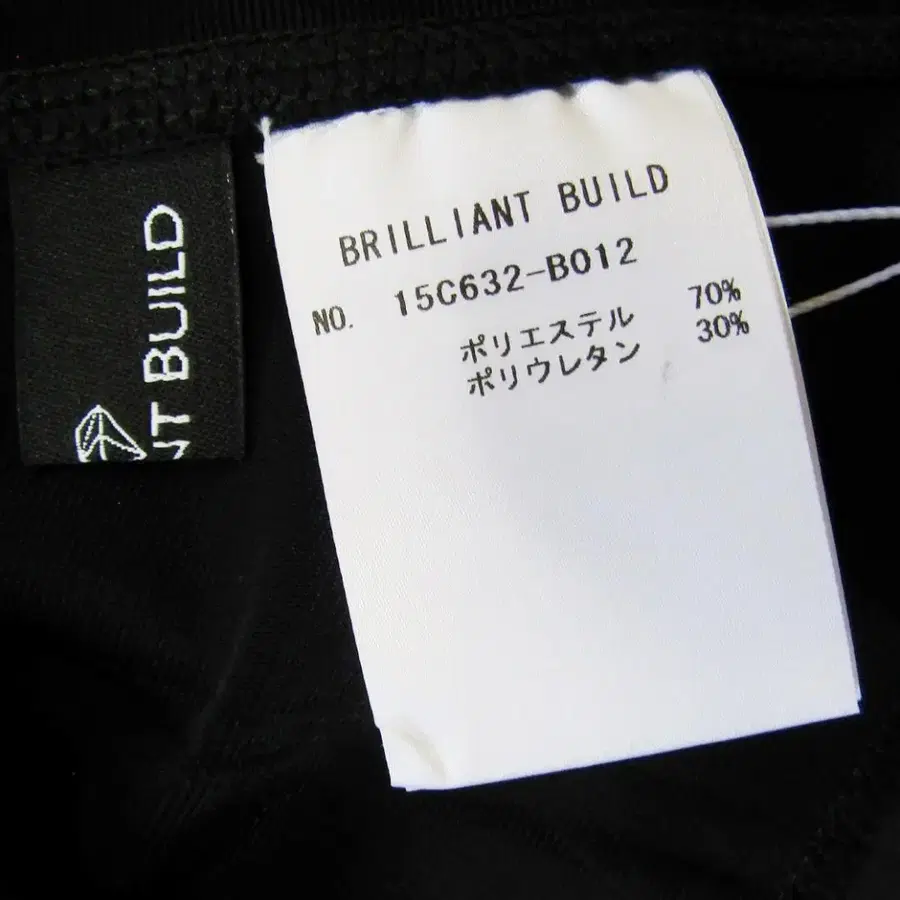 BRILLIANT BUILD
NO. 15C632-B012
ポリエステル 70%
ポリウレタン 30%
NT BUILD